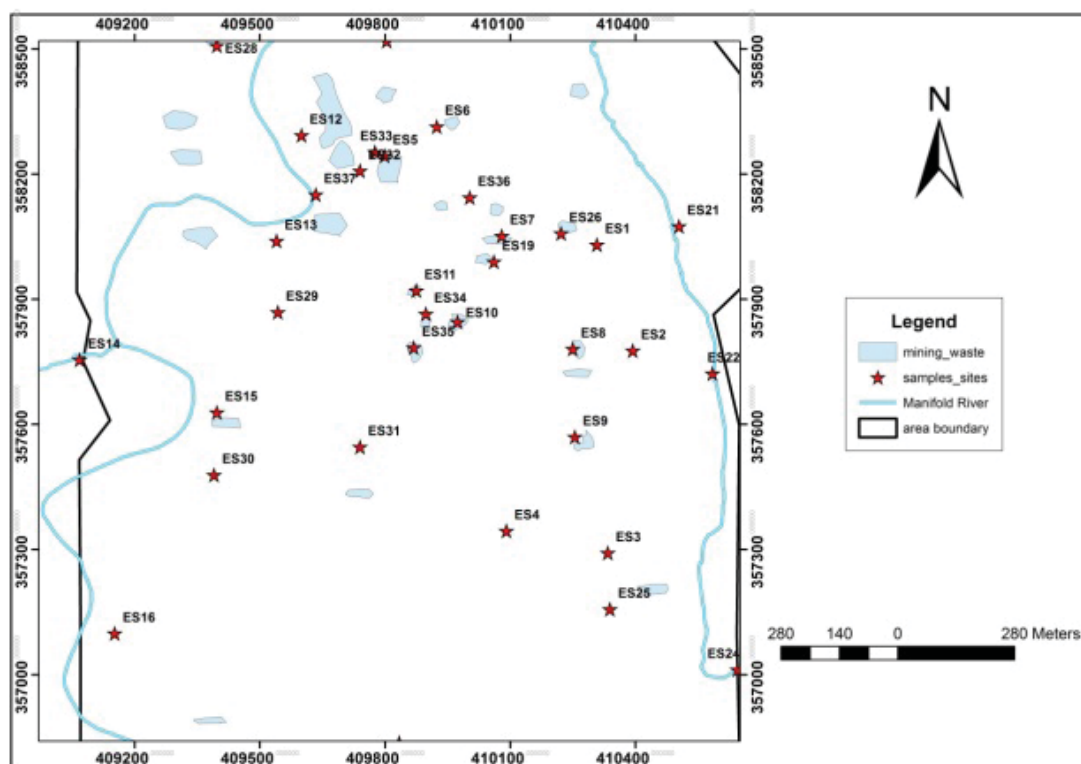 409200 409500 409800 410100 410400
358500
358200
357900
357600
357300
357000
358500
358200
357900
357600
357300
357000
ES28
ES12
ES6
ES33
ES5
ES32
ES37
ES36
ES13
ES7
ES26
ES1
ES21
ES19
ES11
ES29
ES34
ES10
ES14
ES35
ES8
ES2
ES22
ES15
ES31
ES9
ES30
ES4
ES3
ES25
ES16
ES24
409200 409500 409800 410100 410400
N
Legend
mining_waste
samples_sites
Manifold River
area boundary
280 140 0 280 Meters